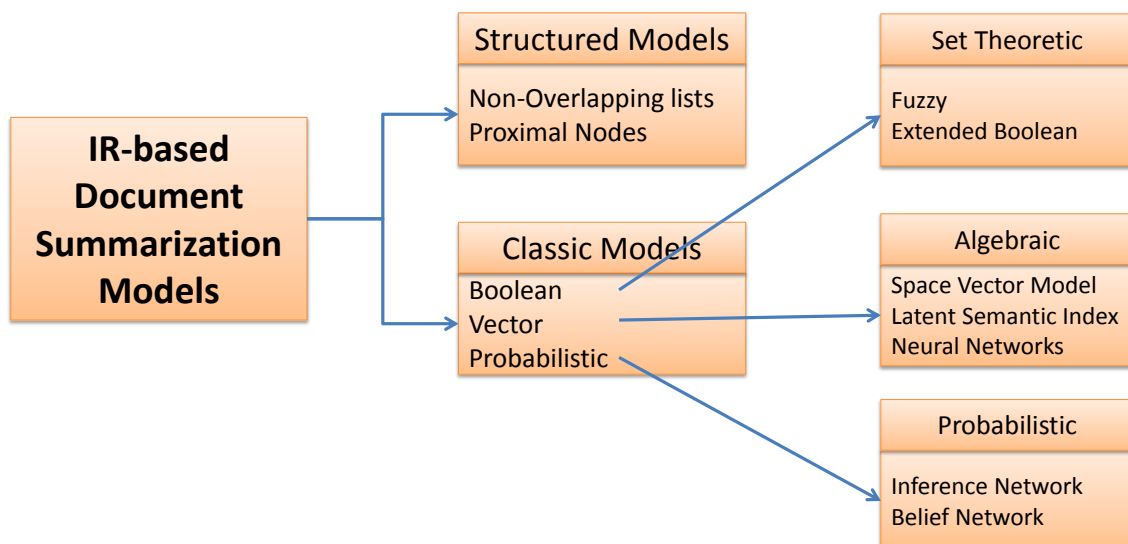 IR-based
Document
Summarization
Models
Structured Models
Non-Overlapping lists
Proximal Nodes
Classic Models
Boolean
Vector
Probabilistic
Set Theoretic
Fuzzy
Extended Boolean
Algebraic
Space Vector Model
Latent Semantic Index
Neural Networks
Probabilistic
Inference Network
Belief Network